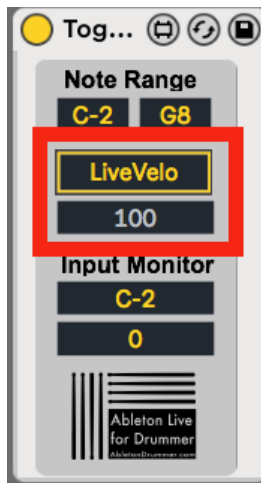 Tog...
Note Range
C-2 G8
LiveVelo
100
Input Monitor
C-2
0
Ableton Live
for Drummer
AbletonDrummer.com